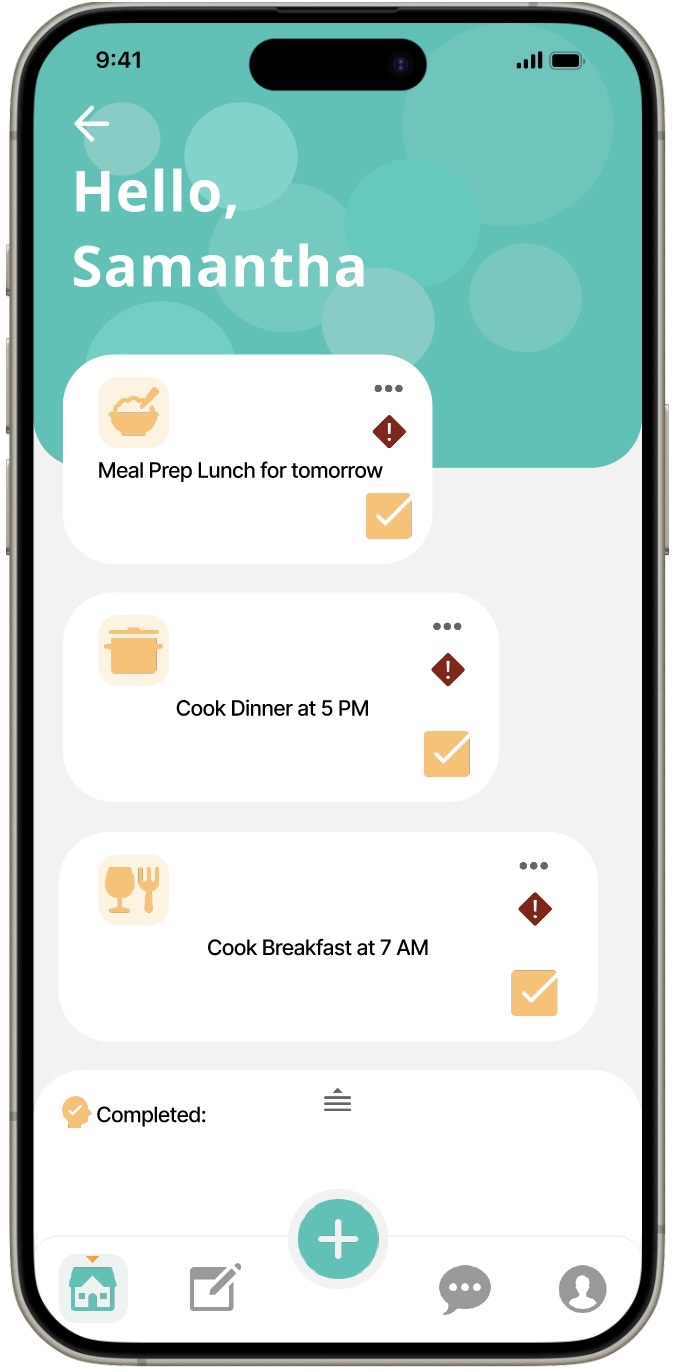 9:41
Hello,
Samantha
Meal Prep Lunch for tomorrow
Cook Dinner at 5 PM
Cook Breakfast at 7 AM
Completed: